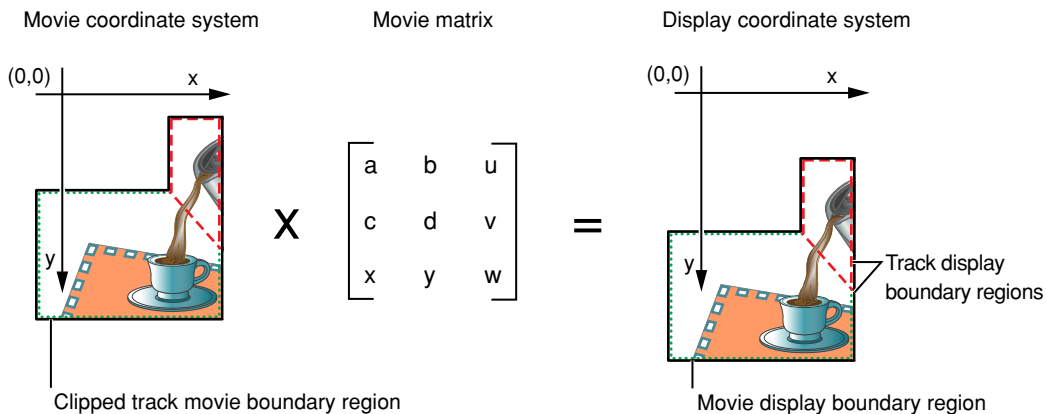 Movie coordinate system
Movie matrix
Display coordinate system
(0,0)
x
y
a b u
c d v
x y w
X
=
(0,0)
x
y
Track display
boundary regions
Clipped track movie boundary region
Movie display boundary region